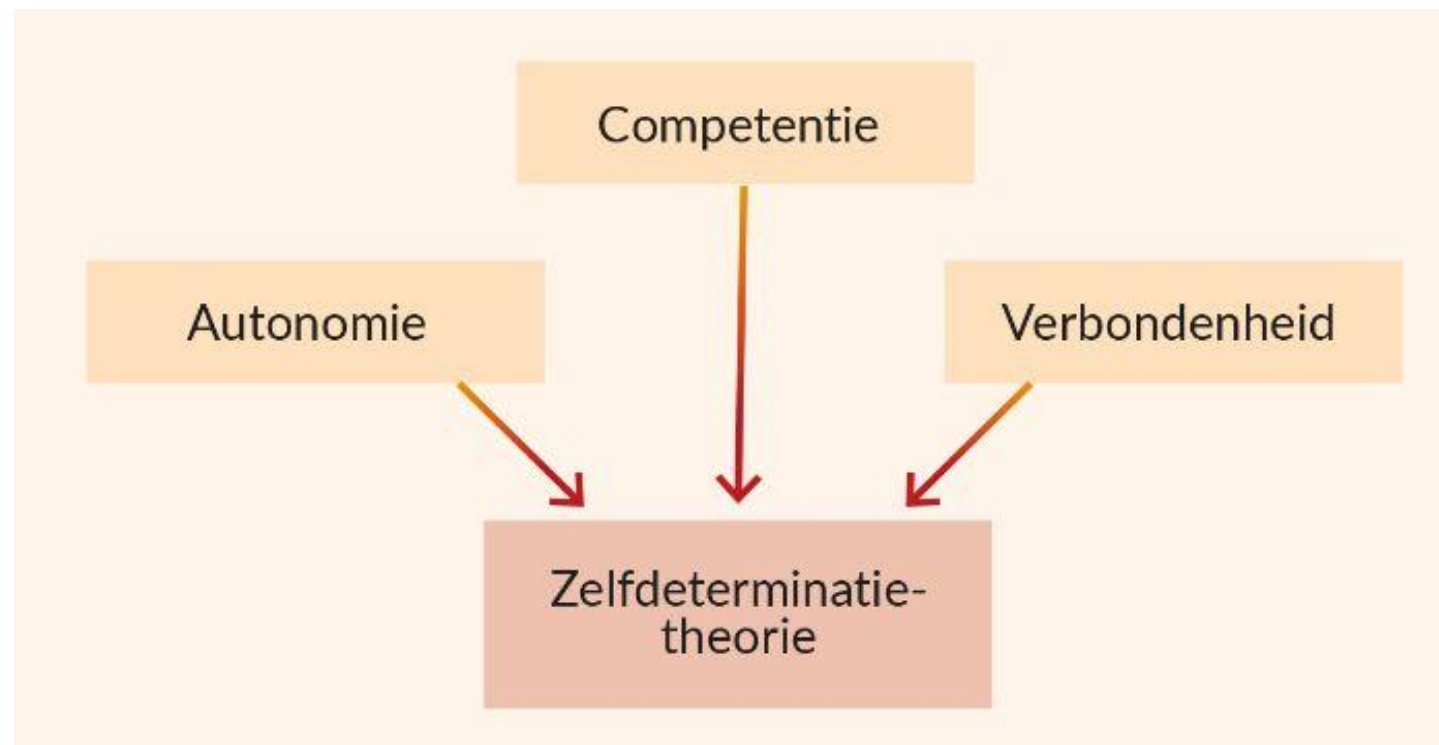 Competentie
Autonomie
Verbondenheid
Zelfdeterminatie-
theorie